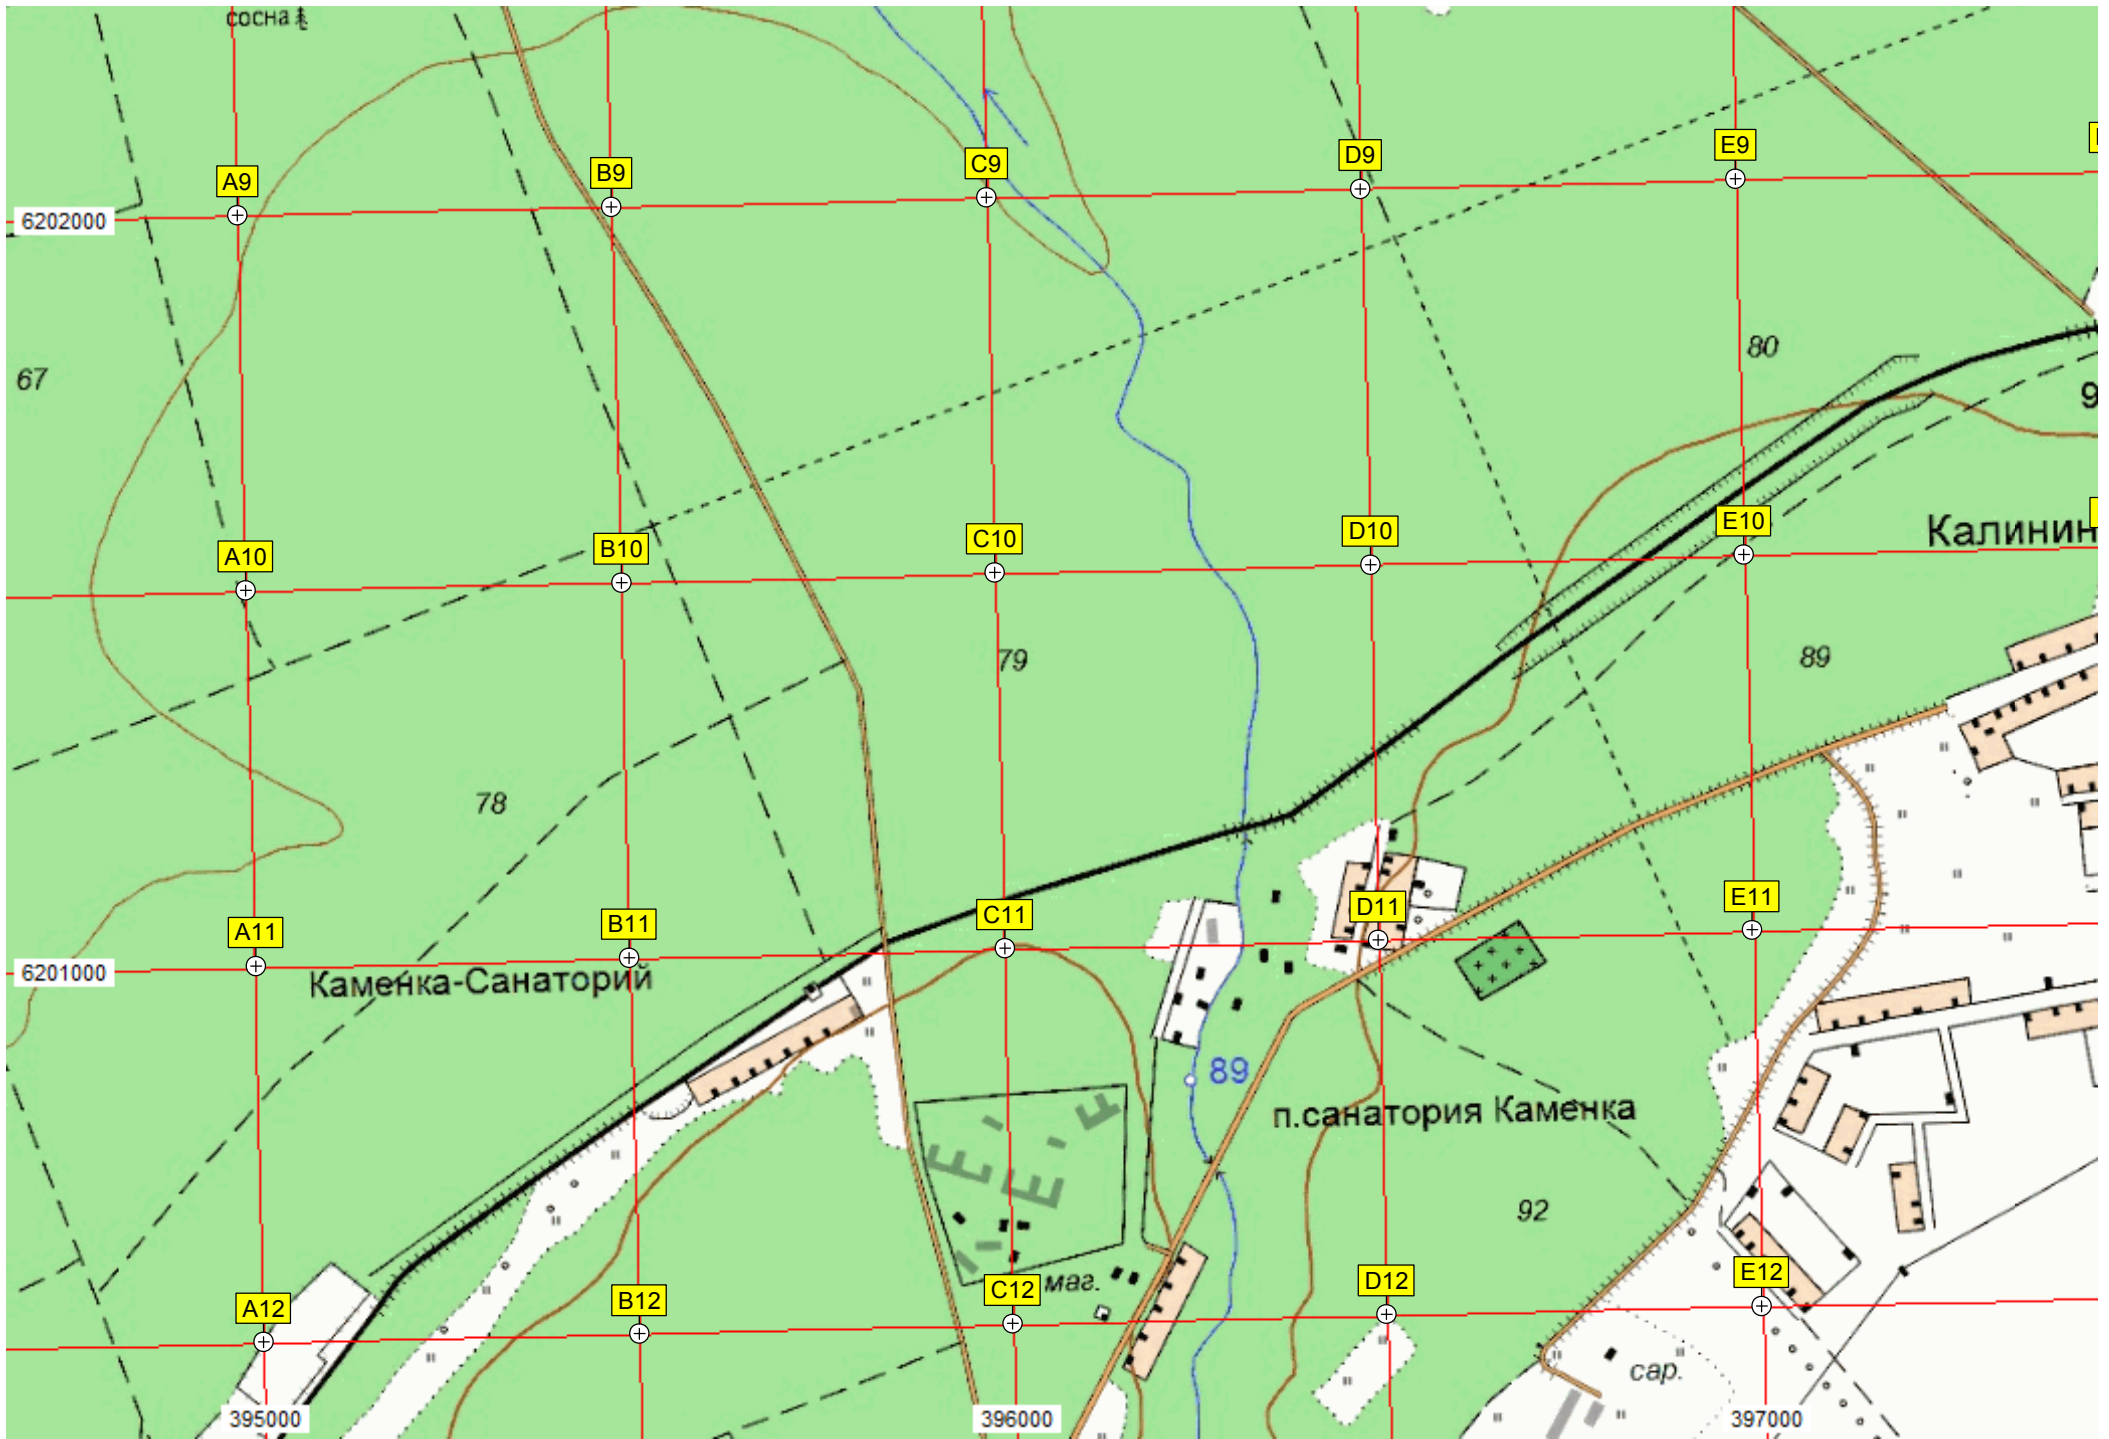 сосна
C9
D9
E9
B9
A9
6202000
80
67
9
E10
Калинин
D10
C10
B10
A10
79
89
78
E11
D11
C11
B11
A11
6201000
Каменка-Санаторий
89
п.санатория Каменка
92
E12
D12
C12
маг.
B12
A12
сар.
395000
396000
397000